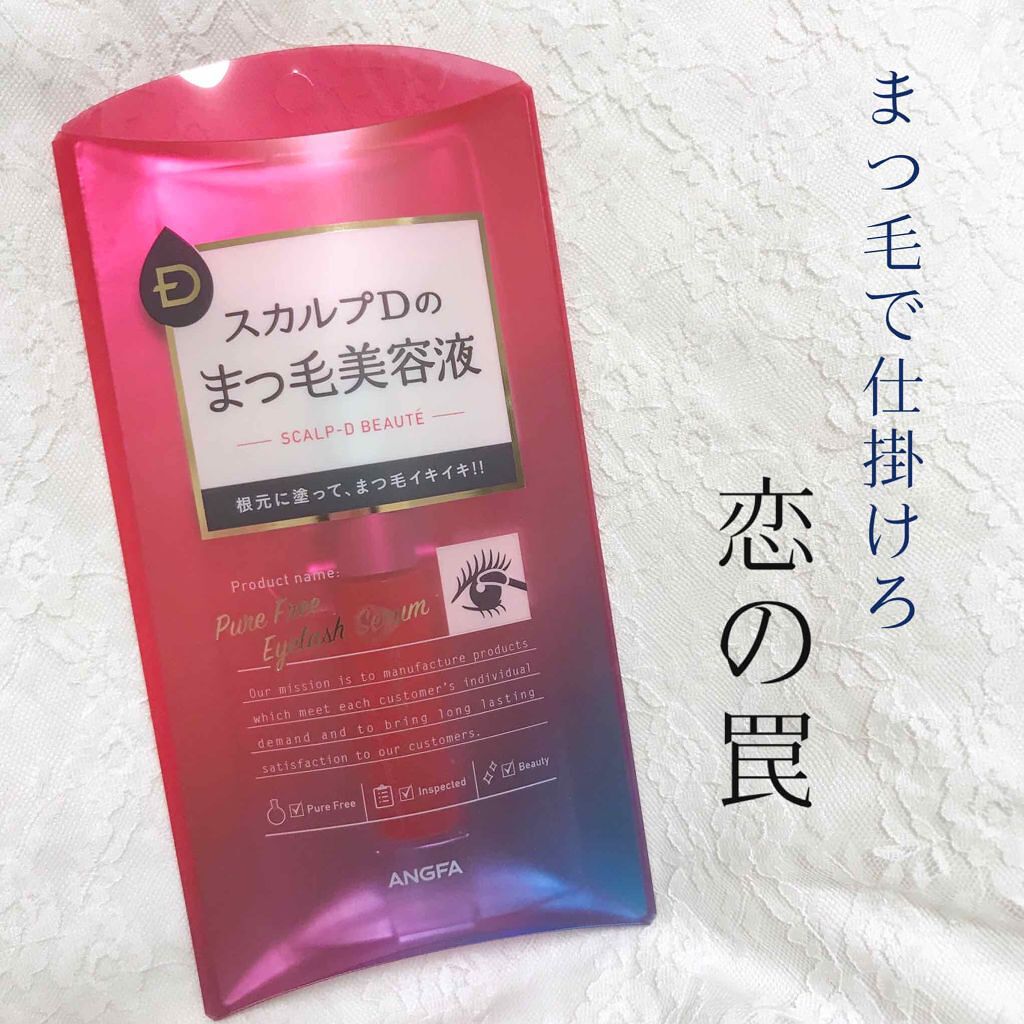 まつ毛で仕掛けろ
恋の罠
D
スカルプDの
まつ毛美容液
SCALP-D BEAUTÉ
根元に塗って、まつ毛イキイキ!!
Product name:
Pure Free
Eyelash Serum
Our mission is to manufacture products
which meet each customer's individual
demand and to bring long lasting
satisfaction to our customers.
Pure Free
Inspected
Beauty
ANGFA